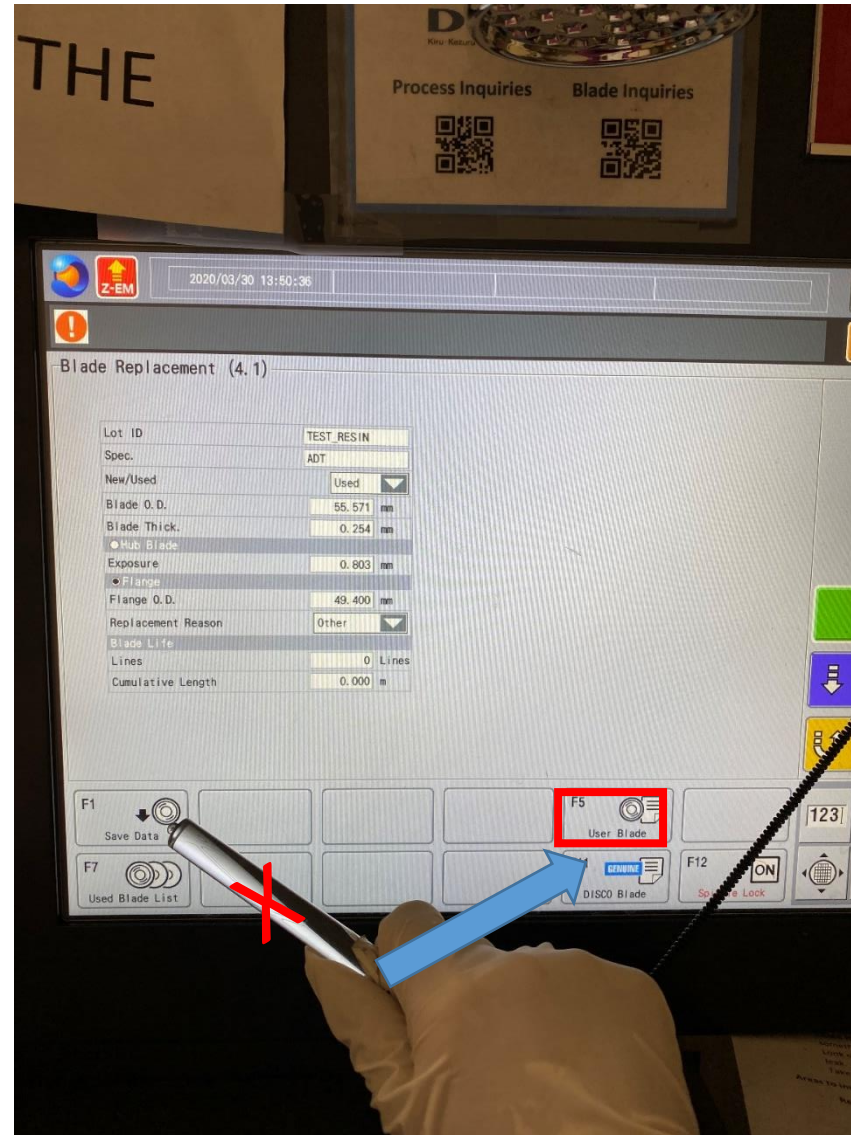 THE
Process Inquiries
Blade Inquiries
Z-EM
2020/03/30 13:50:36
Blade Replacement (4.1)
Lot ID TEST_RESIN
Spec. ADT
New/Used Used
Blade O.D. 55.571 mm
Blade Thick. 0.254 mm
Hub Blade
Exposure 0.803 mm
Flange
Flange O.D. 49.400 mm
Replacement Reason Other
Blade Life
Lines 0 Lines
Cumulative Length 0.000 m
F1
Save Data
F5
User Blade
123
F7
Used Blade List
GENUINE
DISCO Blade
F12
ON
Lock